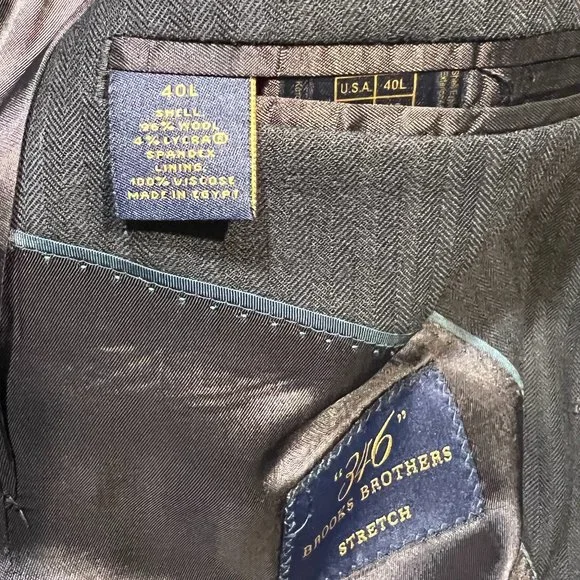 40L
SHELL
96% WOOL
4% LYCRA®
SPANDEX
LINING
100% VISCOSE
MADE IN EGYPT
U.S.A. 40L
"346"
BROOKS BROTHERS
STRETCH